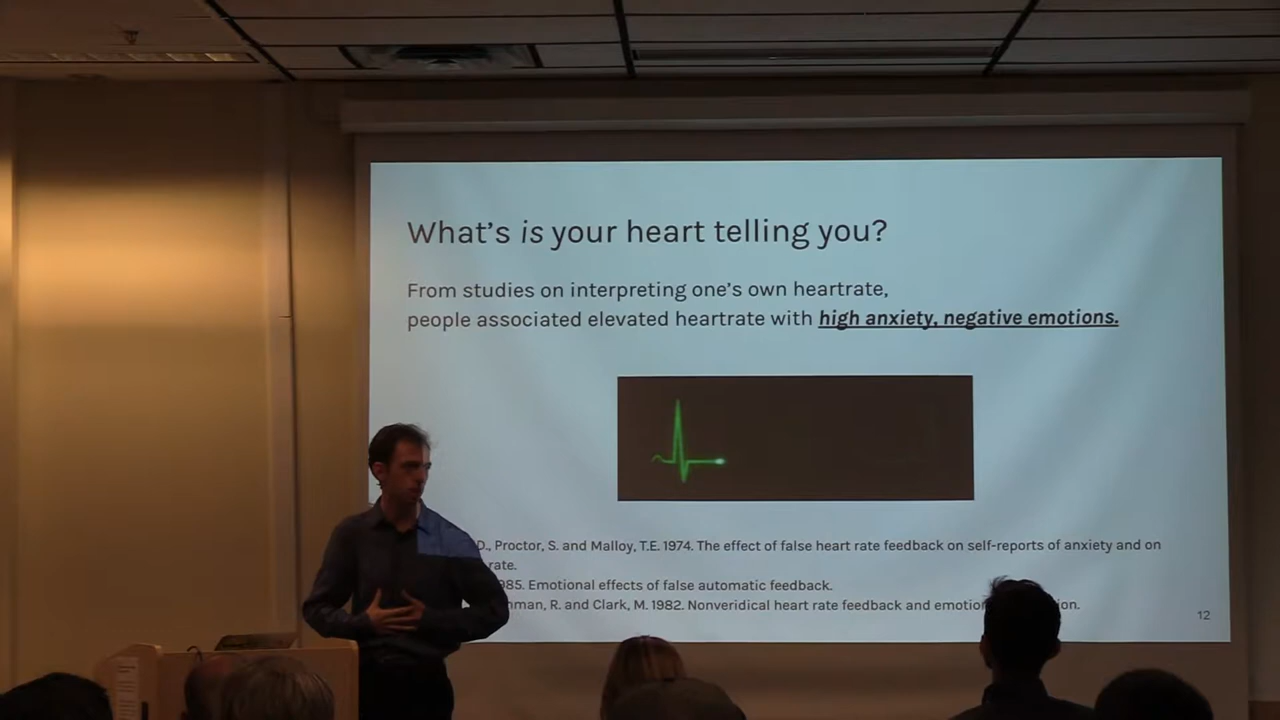 What's is your heart telling you?
From studies on interpreting one's own heartrate,
people associated elevated heartrate with high anxiety, negative emotions.
D., Proctor, S. and Malloy, T.E. 1974. The effect of false heart rate feedback on self-reports of anxiety and on
rate.
985. Emotional effects of false automatic feedback.
man, R. and Clark, M. 1982. Nonveridical heart rate feedback and
12